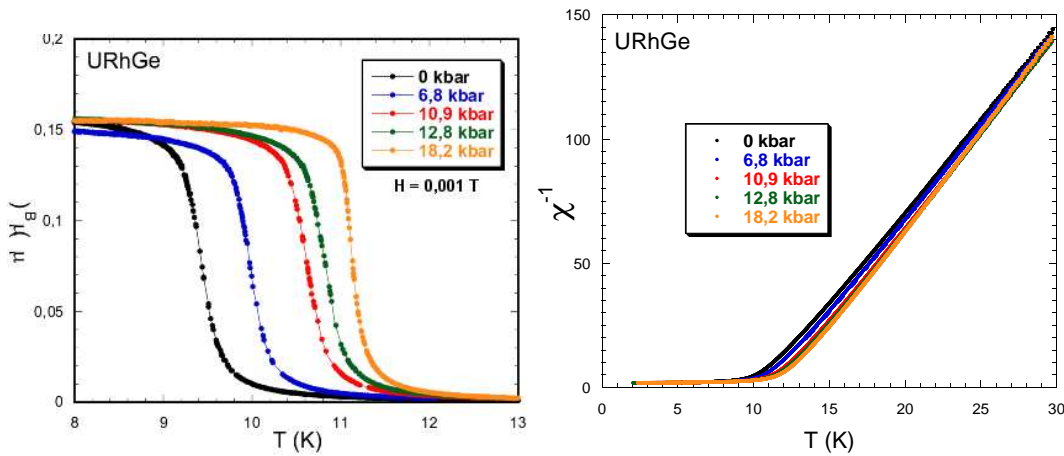 0,2
URhGe
0 kbar
6,8 kbar
10,9 kbar
12,8 kbar
18,2 kbar
H = 0,001 T
0,15
0,1
0,05
0
μ (μB)
8 9 10 11 12 13
T (K)
150
URhGe
0 kbar
6,8 kbar
10,9 kbar
12,8 kbar
18,2 kbar
100
50
0
χ-1
0 5 10 15 20 25 30
T (K)